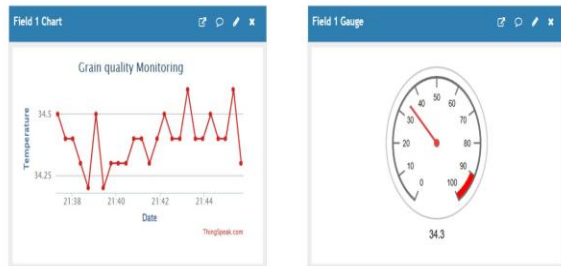 Field 1 Chart
Grain quality Monitoring
Temperature
34.5
34.25
21:38 21:40 21:42 21:44
Date
ThingSpeak.com
Field 1 Gauge
0
10
20
30
40
50
60
70
80
90
100
34.3